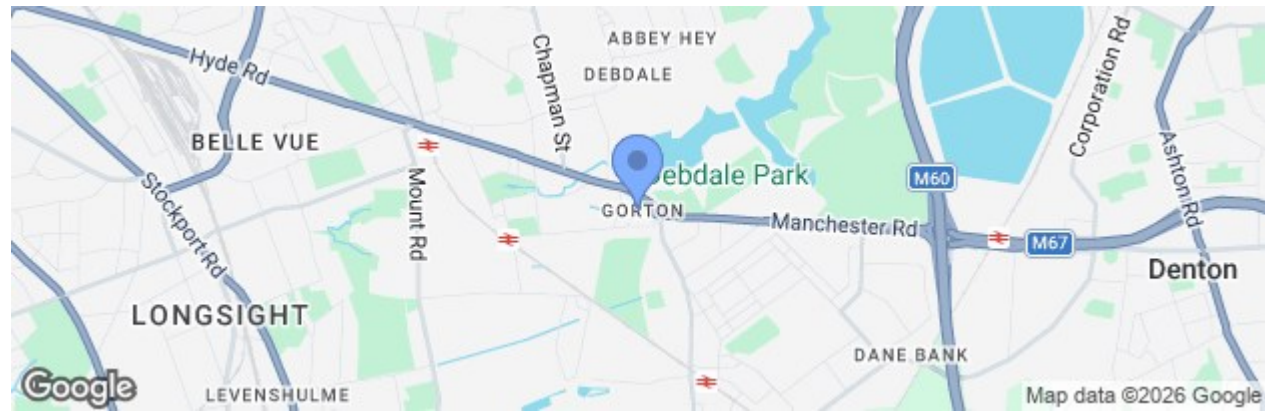 ABBEY HEY
DEBDALE
Hyde Rd
Chapman St
Corporation Rd
BELLE VUE
Ashton Rd
Stockport Rd
Mount Rd
ebdale Park
M60
GORTON
Manchester Rd
M67
Denton
LONGSIGHT
DANE BANK
LEVENSHULME
Google
Map data ©2026 Google